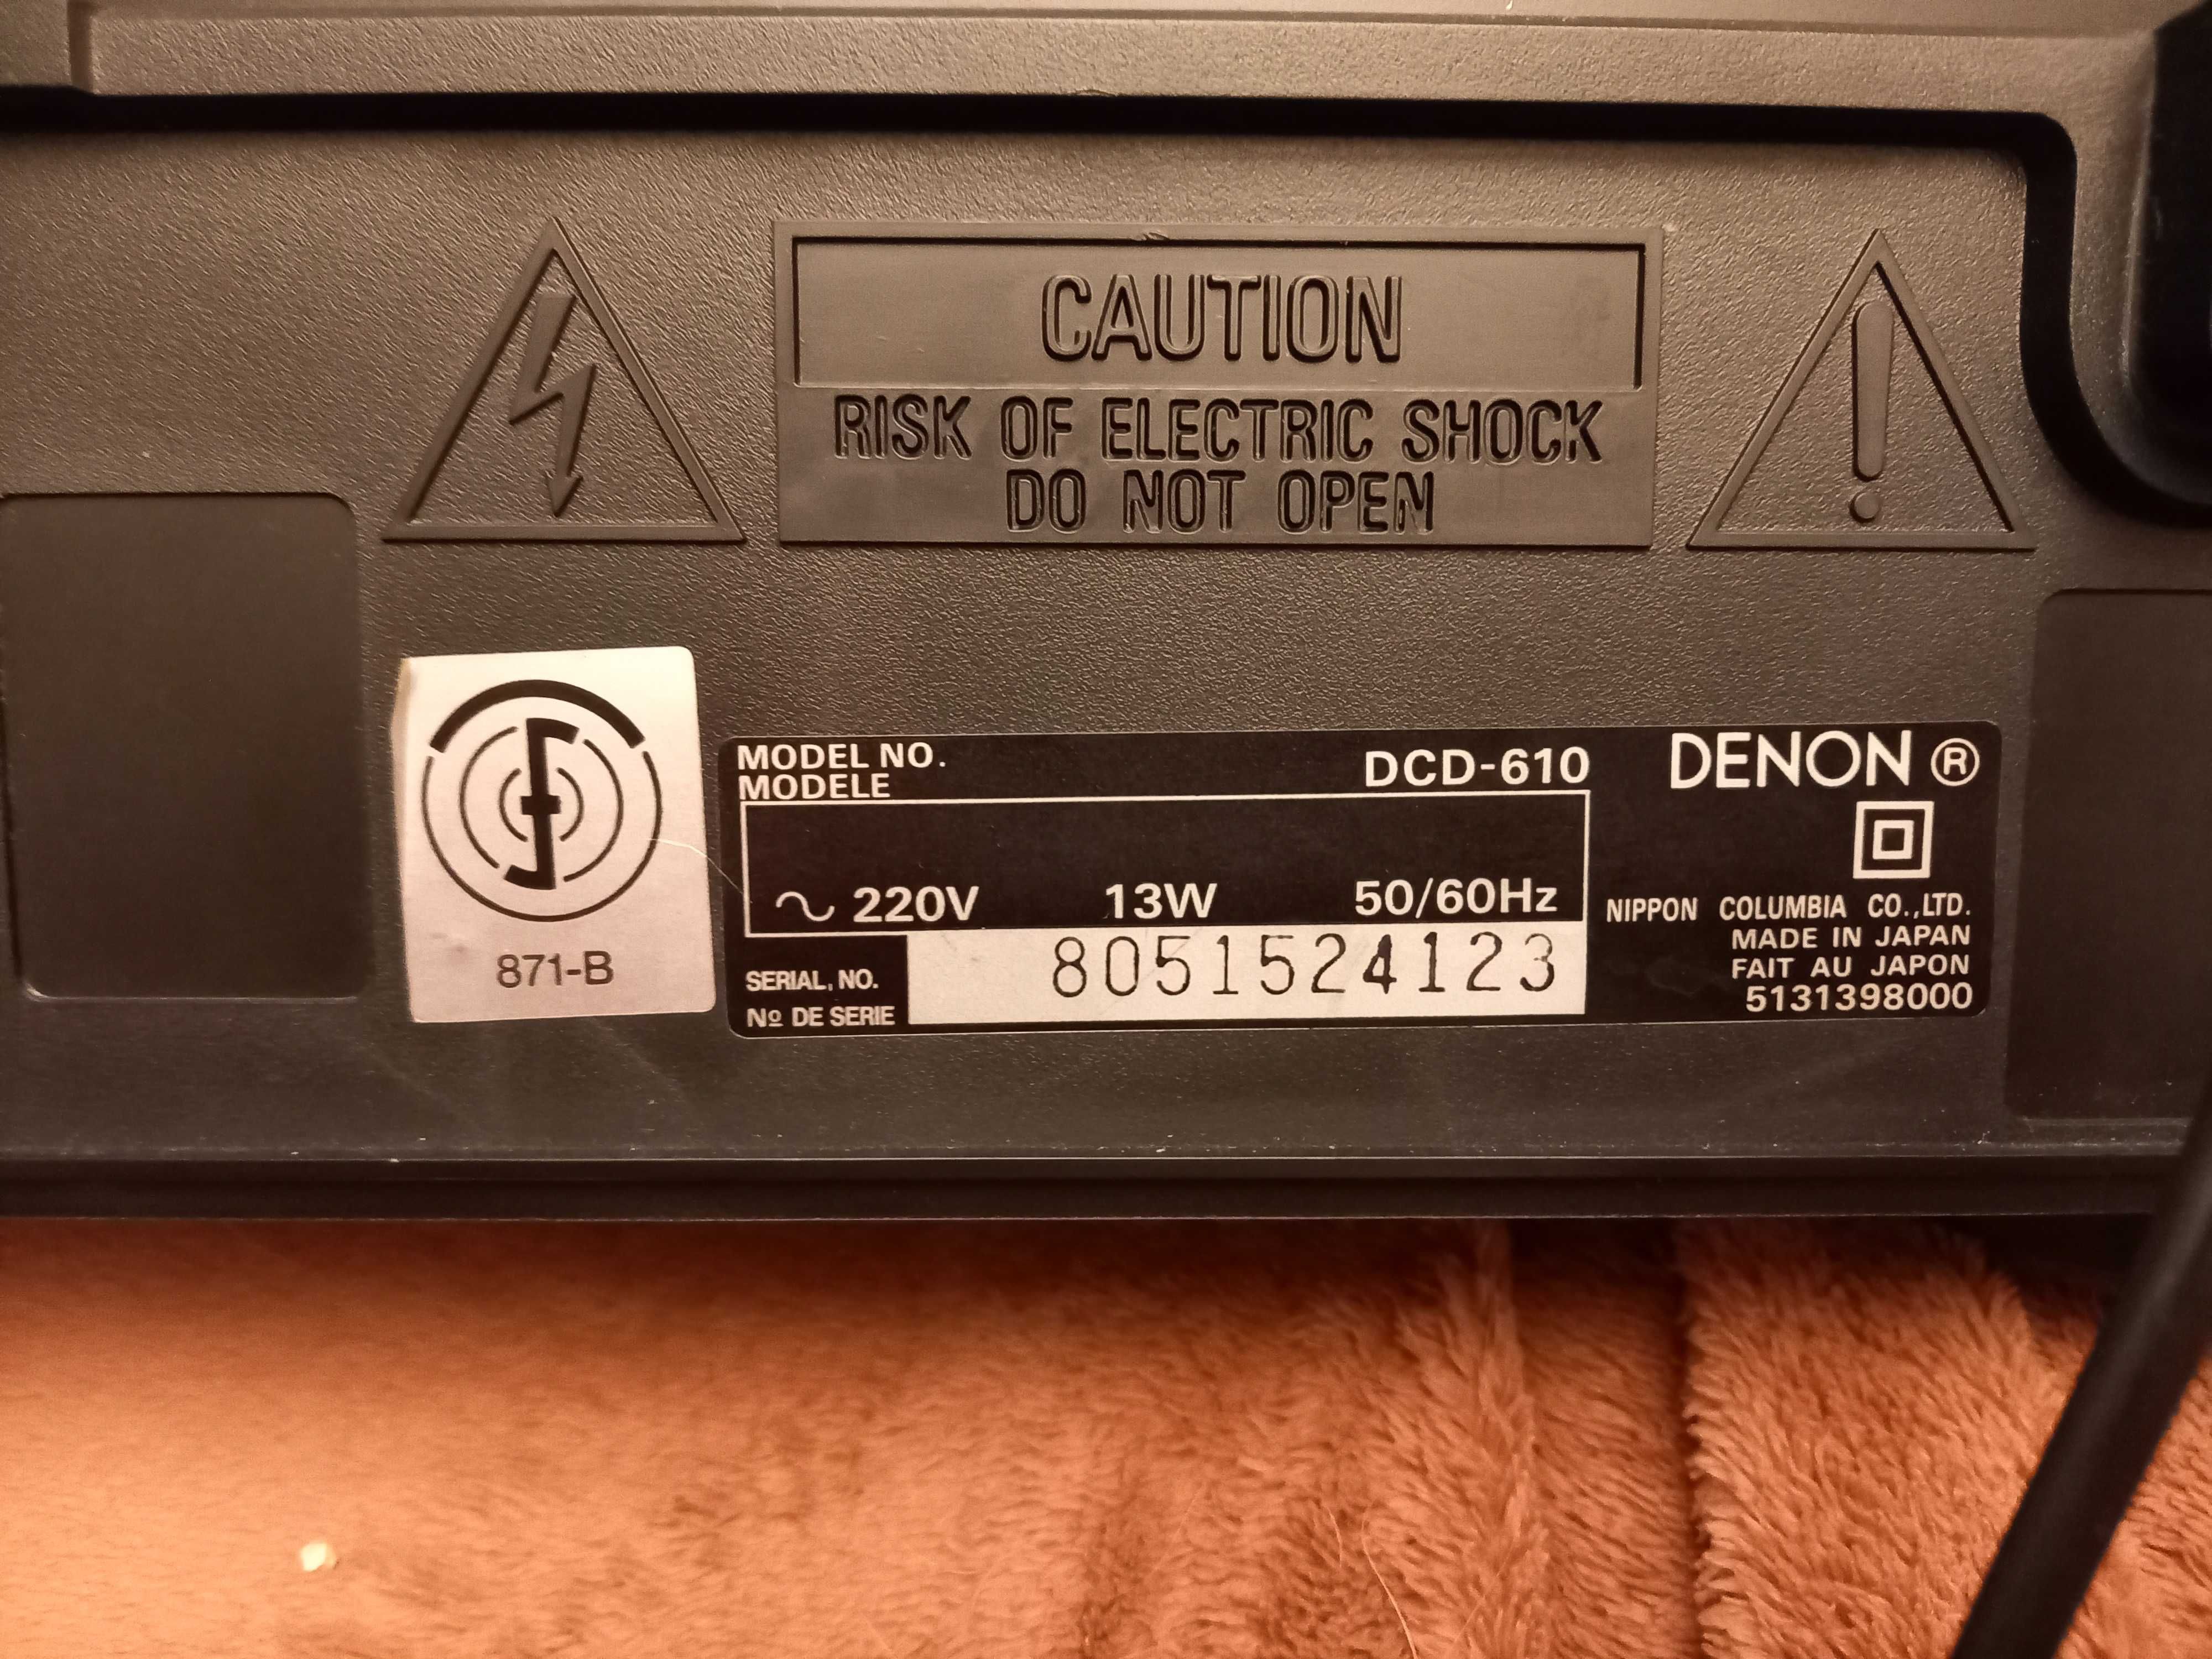 CAUTION
RISK OF ELECTRIC SHOCK
DO NOT OPEN
871-B
MODEL NO.
MODELE
DCD-610
220V 13W 50/60Hz
SERIAL. NO.
Nº DE SERIE
8051524123
DENON ®
NIPPON COLUMBIA CO.,LTD.
MADE IN JAPAN
FAIT AU JAPON
5131398000